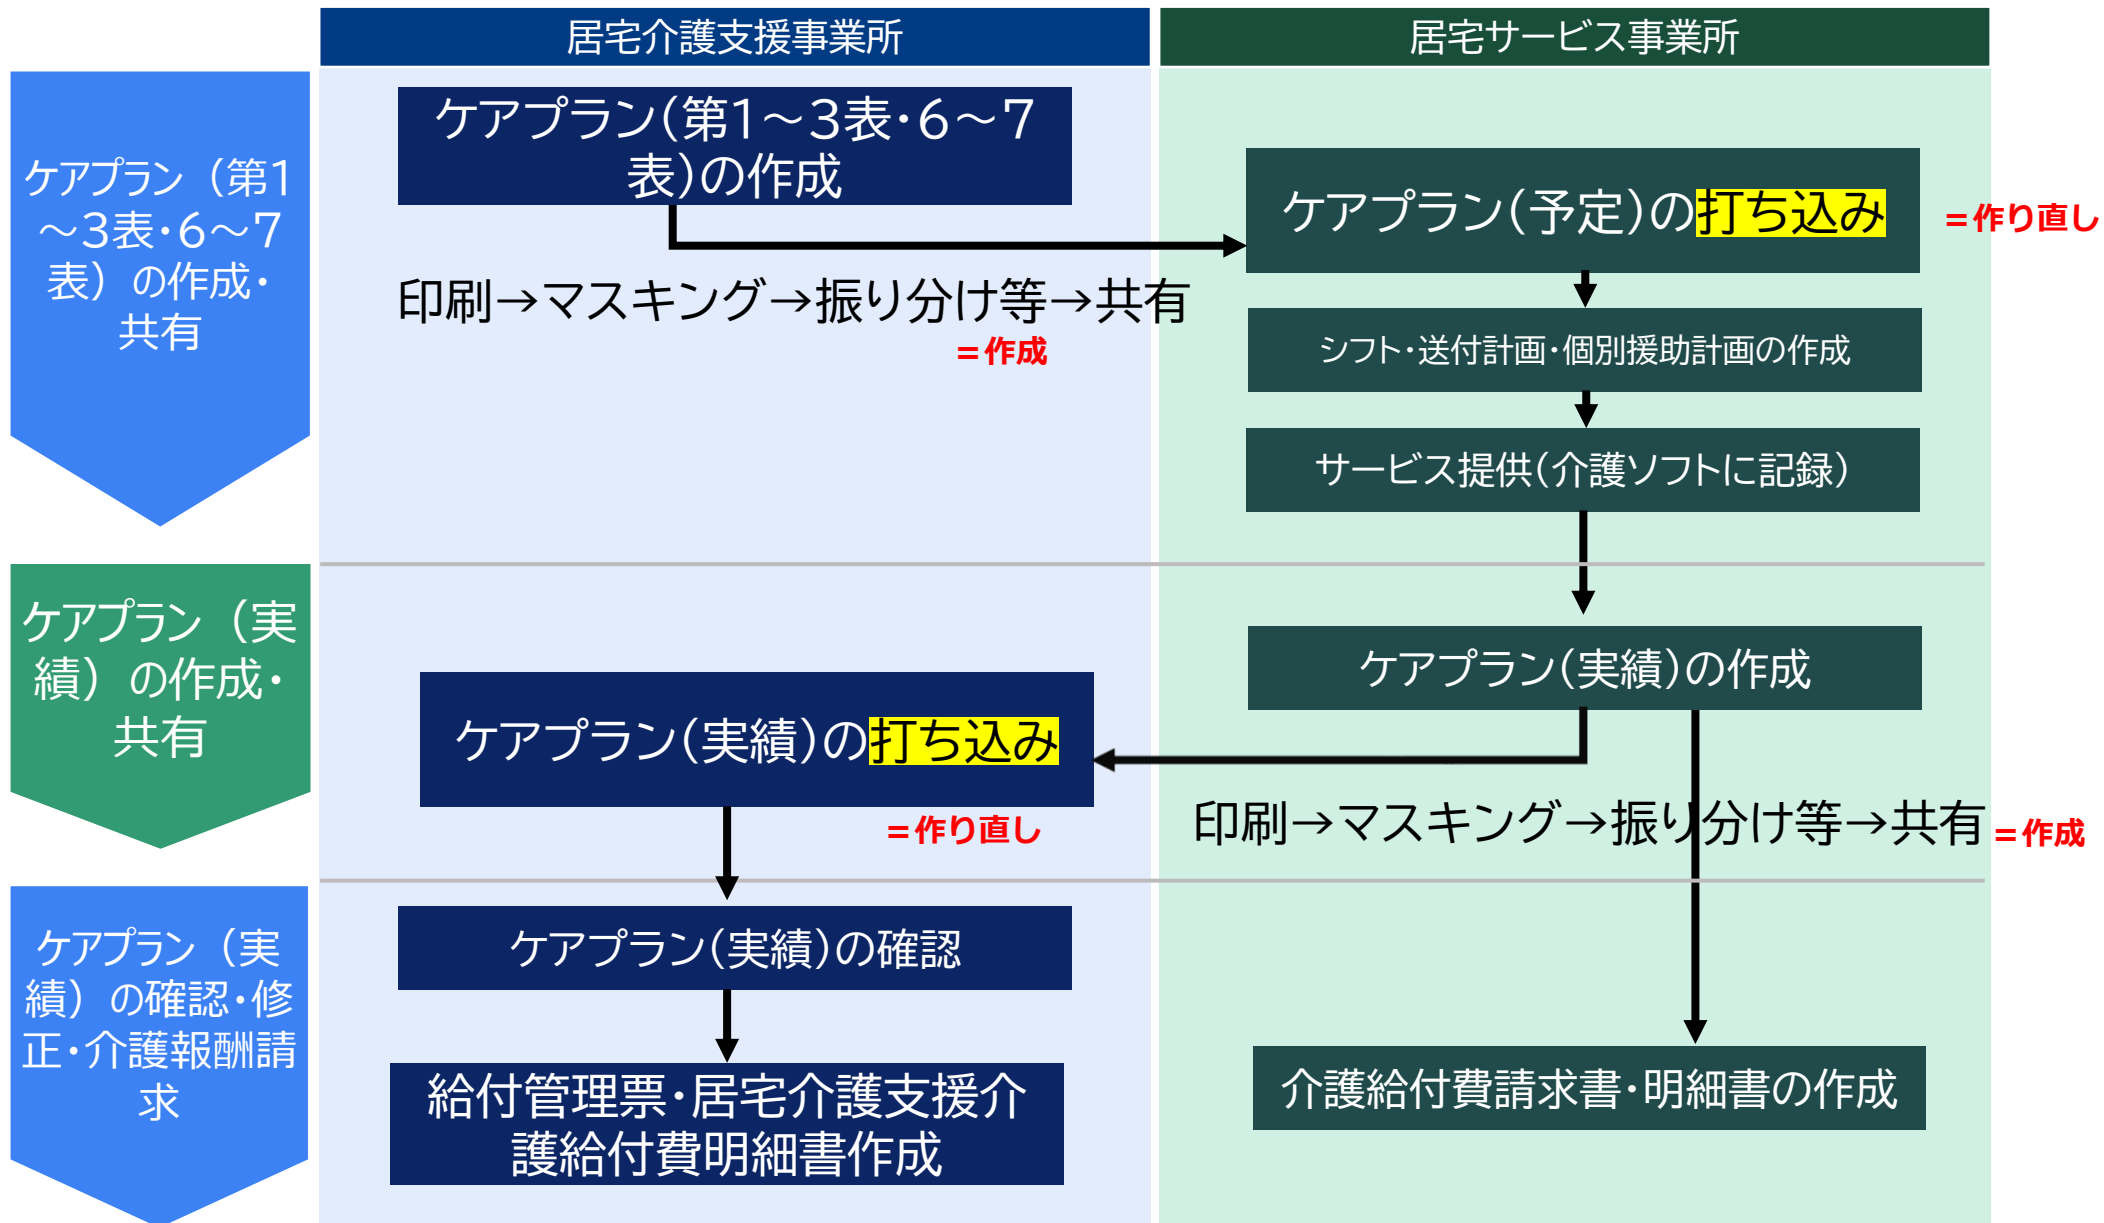 居宅介護支援事業所
居宅サービス事業所
ケアプラン（第1
～3表・6～7
表）の作成・
共有
ケアプラン（第1～3表・6～7
表）の作成
印刷→マスキング→振り分け等→共有
＝作成
ケアプラン（予定）の打ち込み
＝作り直し
シフト・送付計画・個別援助計画の作成
サービス提供（介護ソフトに記録）
ケアプラン（実
績）の作成・
共有
ケアプラン（実績）の作成
ケアプラン（実績）の打ち込み
＝作り直し
印刷→マスキング→振り分け等→共有
＝作成
ケアプラン（実
績）の確認・修
正・介護報酬請
求
ケアプラン（実績）の確認
給付管理票・居宅介護支援介
護給付費明細書作成
介護給付費請求書・明細書の作成